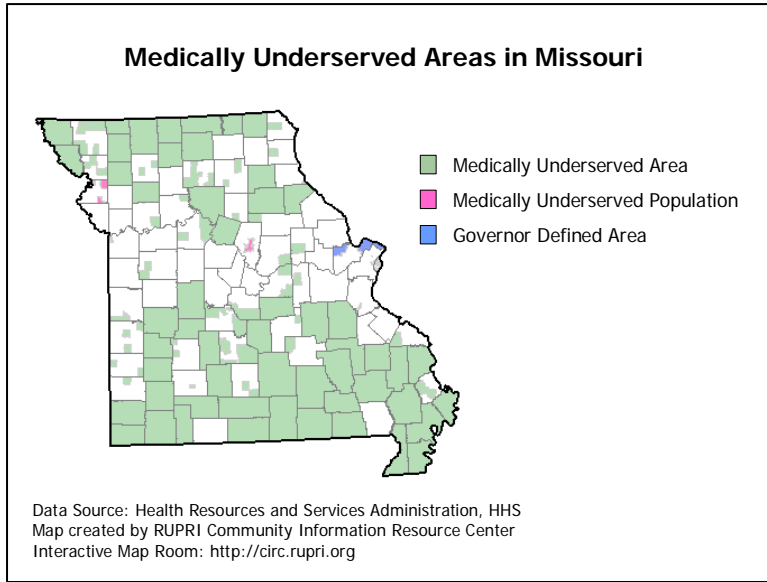 Medically Underserved Areas in Missouri
Medically Underserved Area
Medically Underserved Population
Governor Defined Area
Data Source: Health Resources and Services Administration, HHS
Map created by RUPRI Community Information Resource Center
Interactive Map Room: http://circ.rupri.org